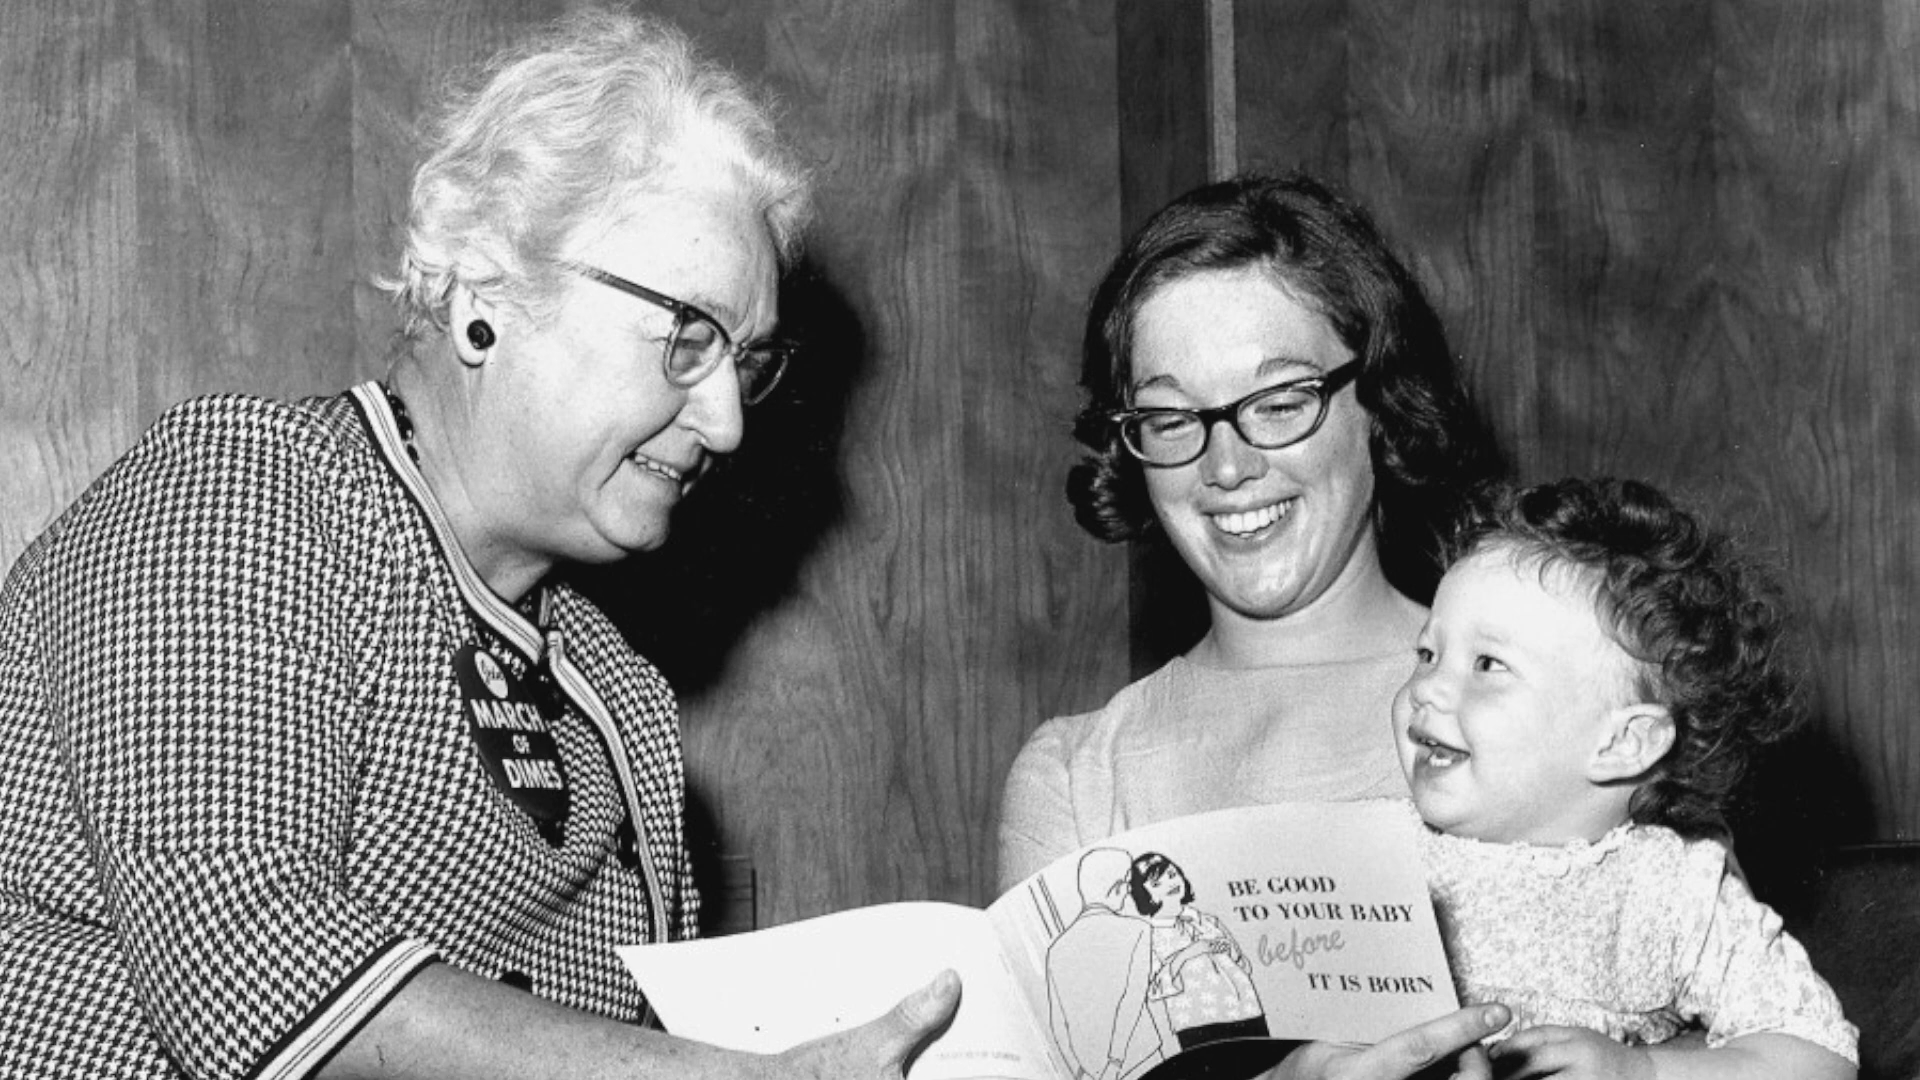 MARCH
OF
DIMES
BE GOOD
TO YOUR BABY
before
IT IS BORN